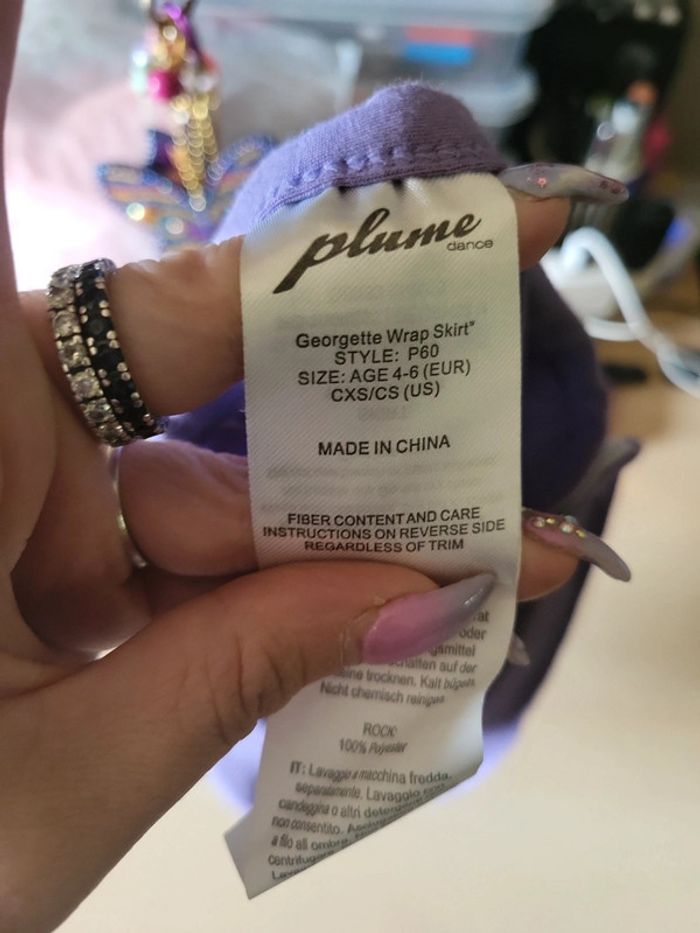 plume
dance
Georgette Wrap Skirt"
STYLE: P60
SIZE: AGE 4-6 (EUR)
CXS/CS (US)
MADE IN CHINA
FIBER CONTENT AND CARE
INSTRUCTIONS ON REVERSE SIDE
REGARDLESS OF TRIM
oder
auf der
trocknen. Kalt bügeln.
Nicht chemisch reinigen
ROCK
100% Polyester
IT: Lavaggio a macchina fredda,
separatamente. Lavaggio con
candeggina o altri detergenti
non consentito.
a filo all ombra.